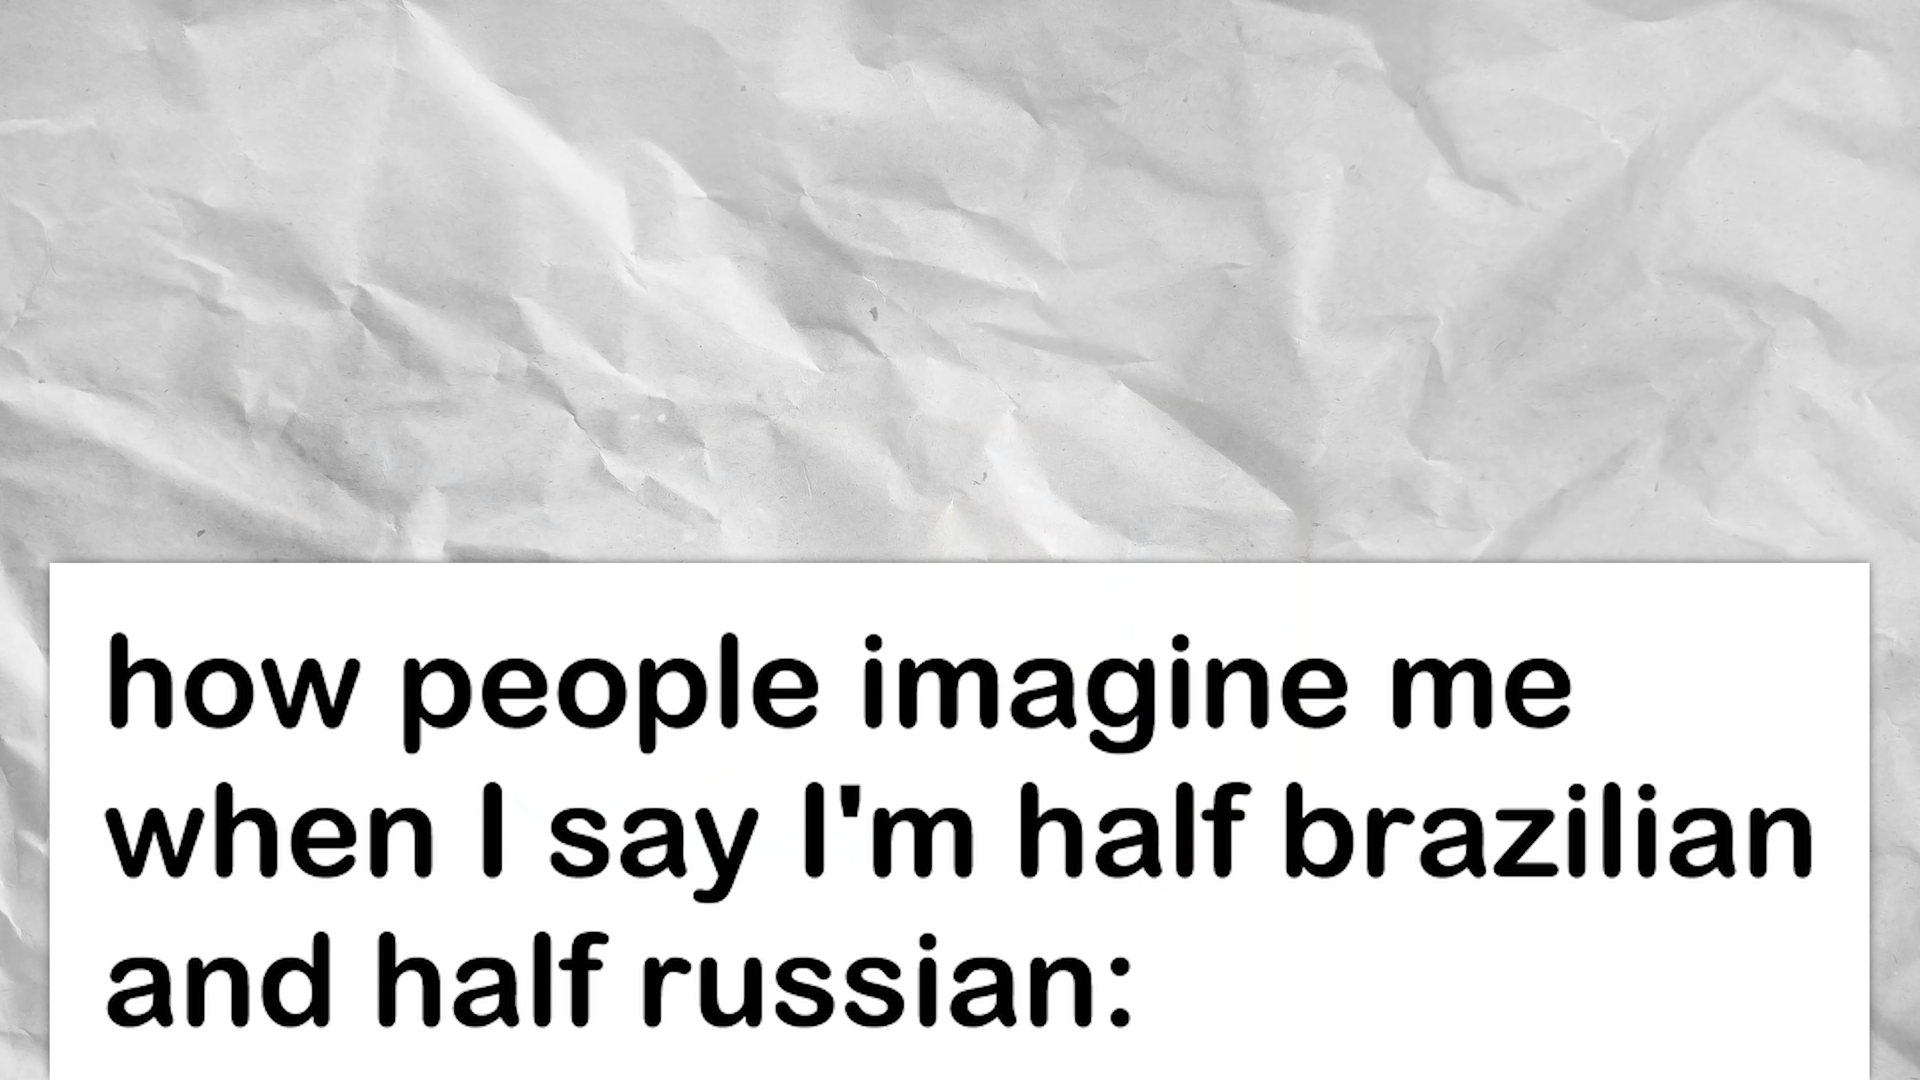 how people imagine me
when I say I'm half brazilian
and half russian: